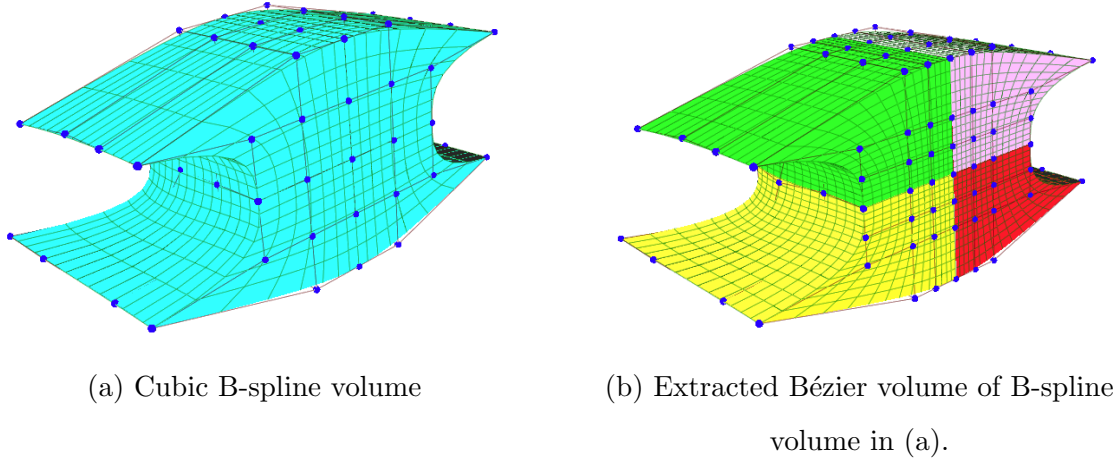 (a) Cubic B-spline volume
(b) Extracted Bézier volume of B-spline
volume in (a).